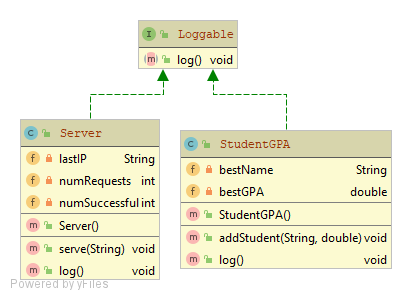 I Loggable
m log() void
C Server
f lastIP String
f numRequests int
f numSuccessful int
m Server()
m serve(String) void
m log() void
C StudentGPA
f bestName String
f bestGPA double
m StudentGPA()
m addStudent(String, double) void
m log() void
Powered by yFiles